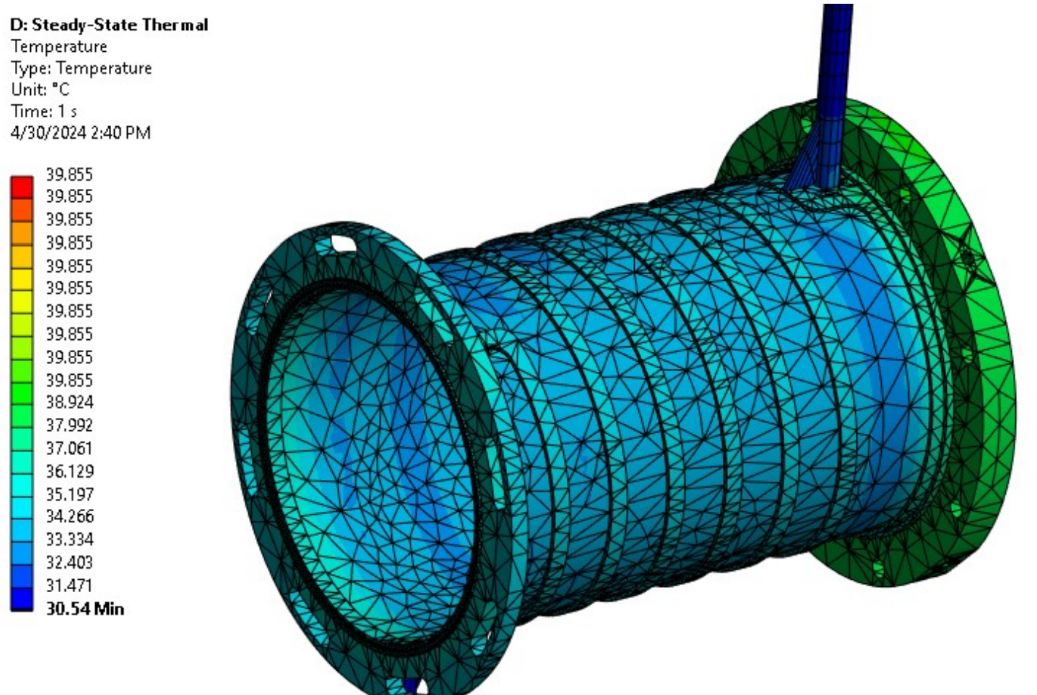 D: Steady-State Thermal
Temperature
Type: Temperature
Unit: °C
Time: 1 s
4/30/2024 2:40 PM
39.855
39.855
39.855
39.855
39.855
39.855
39.855
39.855
39.855
39.855
38.924
37.992
37.061
36.129
35.197
34.266
33.334
32.403
31.471
30.54 Min